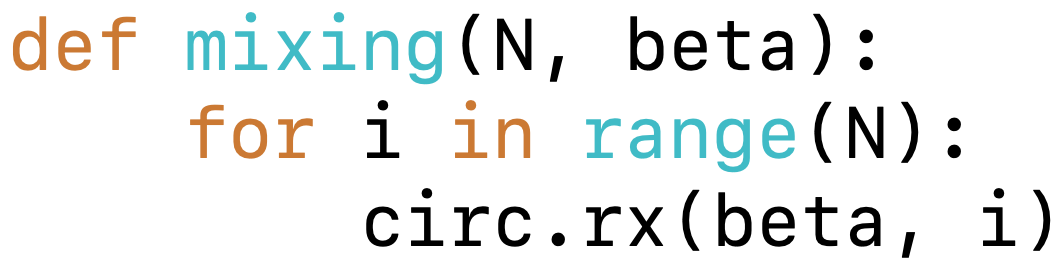 def mixing(N, beta):
    for i in range(N):
        circ.rx(beta, i)